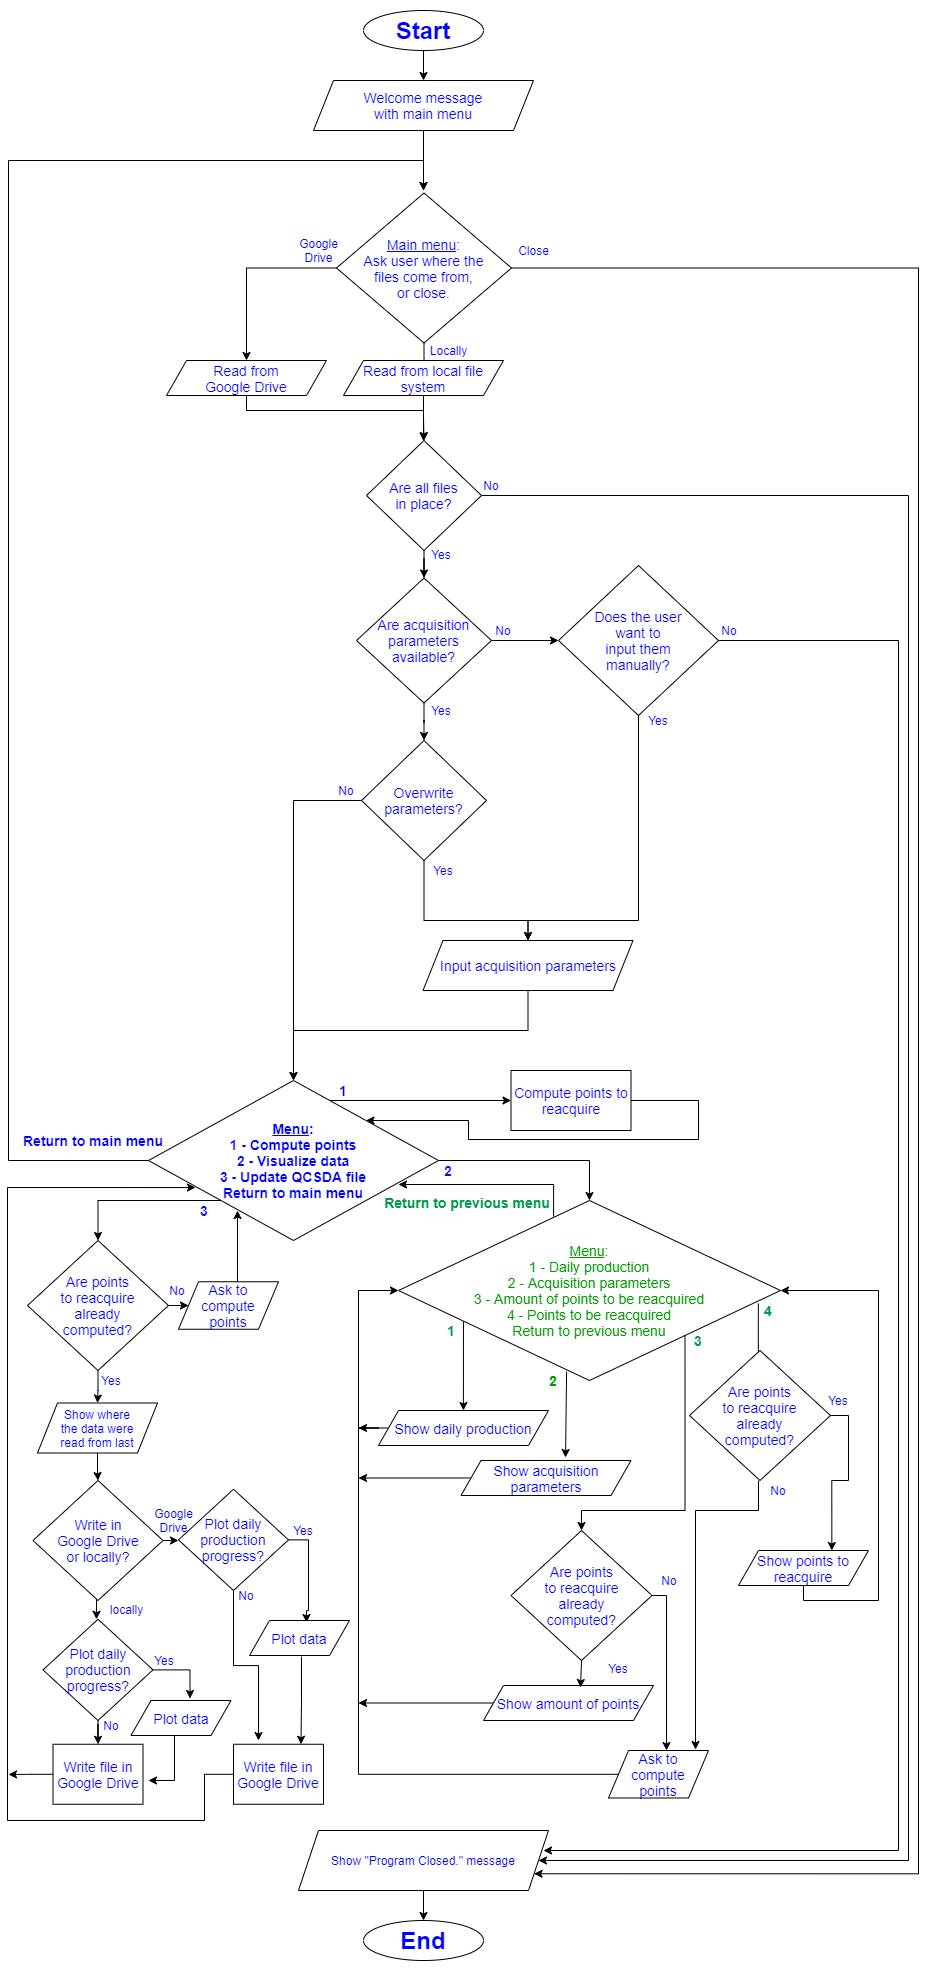 Start
Welcome message
with main menu
Google
Drive
Main menu:
Ask user where the
files come from,
or close.
Close
Locally
Read from
Google Drive
Read from local file
system
Are all files
in place?
No
Yes
Are acquisition
parameters
available?
No
Does the user
want to
input them
manually?
No
Yes
Yes
Overwrite
parameters?
No
Yes
Input acquisition parameters
1
Compute points to
reacquire
Return to main menu
Menu:
1 - Compute points
2 - Visualize data
3 - Update QCSDA file
Return to main menu
2
3
Return to previous menu
Menu:
1 - Daily production
2 - Acquisition parameters
3 - Amount of points to be reacquired
4 - Points to be reacquired
Return to previous menu
1
2
3
4
Are points
to reacquire
already
computed?
No
Ask to
compute
points
Yes
Show where
the data were
read from last
Write in
Google Drive
or locally?
Google
Drive
Plot daily
production
progress?
Yes
No
Plot data
locally
Plot daily
production
progress?
Yes
Plot data
No
Write file in
Google Drive
Write file in
Google Drive
Show daily production
Show acquisition
parameters
Are points
to reacquire
already
computed?
Yes
No
Show points to
reacquire
Are points
to reacquire
already
computed?
No
Yes
Show amount of points
Ask to
compute
points
Show "Program Closed." message
End